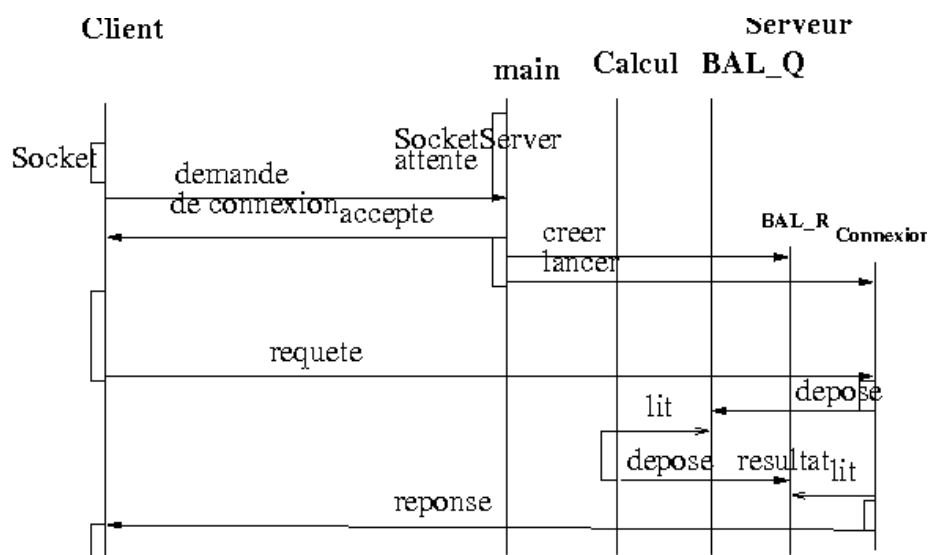 Client
Serveur
main
Calcul
BAL_Q
SocketServer
attente
Socket
demande
de connexion
accepte
BAL_R
Connexion
creer
lancer
requete
depose
lit
depose
resultat
lit
reponse